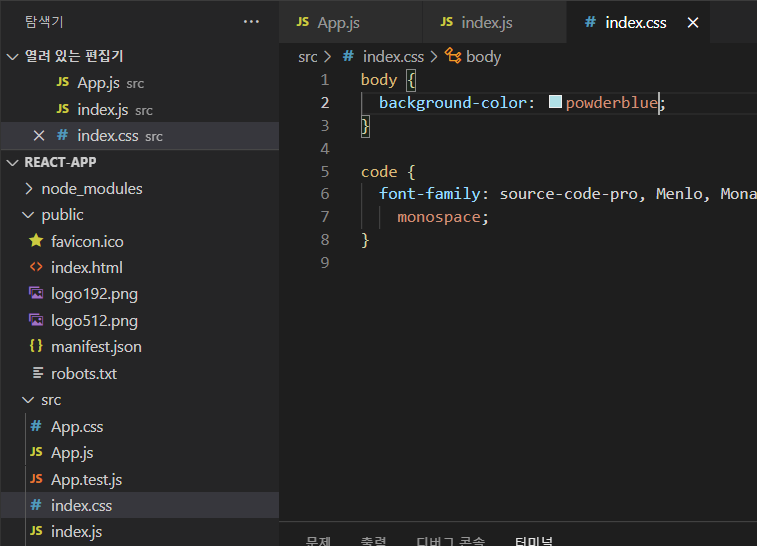 탐색기 ...
열려 있는 편집기
JS App.js src
JS index.js src
# index.css src
REACT-APP
node_modules
public
favicon.ico
<> index.html
logo192.png
logo512.png
{} manifest.json
robots.txt
src
# App.css
JS App.js
JS App.test.js
# index.css
JS index.js
JS App.js
JS index.js
# index.css
src > # index.css > body
1 body {
2 background-color: powderblue;
3 }
4
5 code {
6 font-family: source-code-pro, Menlo, Mona
7 monospace;
8 }
9
문제 출력 디버그 콘솔 터미널